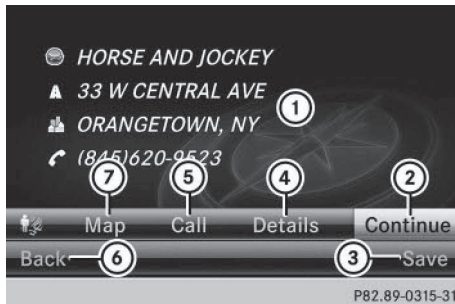 HORSE AND JOCKEY
A 33 W CENTRAL AVE
ORANGETOWN, NY
1
(845)620-9523
7 5 4 2
Map Call Details Continue
Back 6 3 Save
P82.89-0315-31